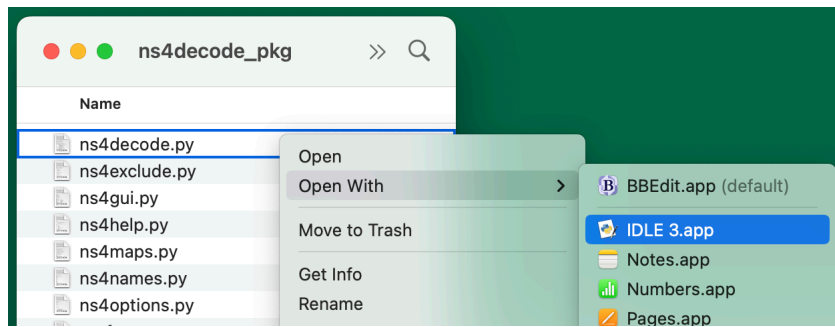 ns4decode_pkg
Name
ns4decode.py
ns4exclude.py
ns4gui.py
ns4help.py
ns4maps.py
ns4names.py
ns4options.py
Open
Open With
Move to Trash
Get Info
Rename
BBEdit.app (default)
IDLE 3.app
Notes.app
Numbers.app
Pages.app